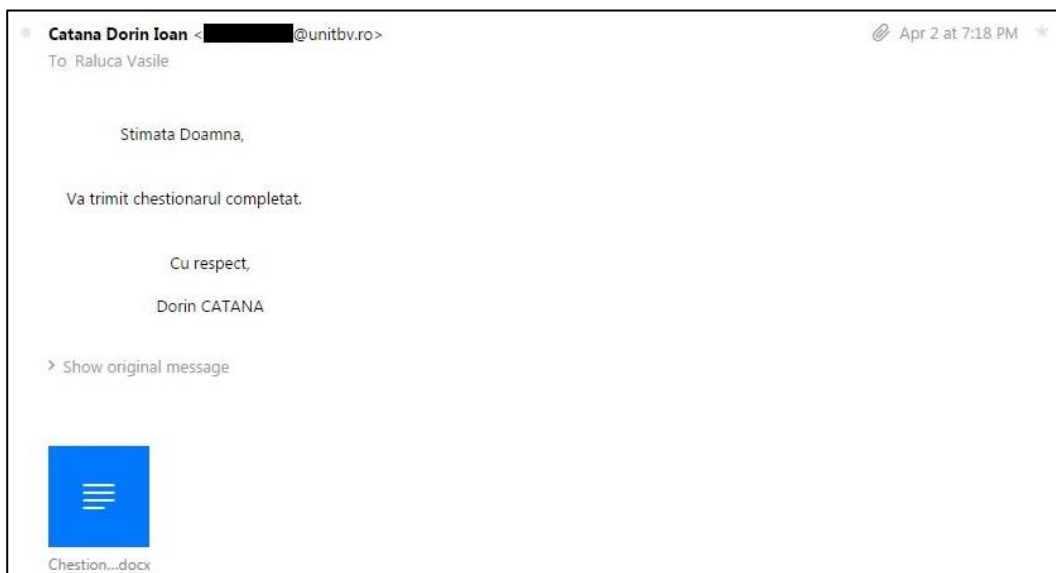 Catana Dorin Ioan < @unitbv.ro> Apr 2 at 7:18 PM
To Raluca Vasile
Stimata Doamna,
Va trimit chestionarul completat.
Cu respect,
Dorin CATANA
> Show original message
Chestion...docx